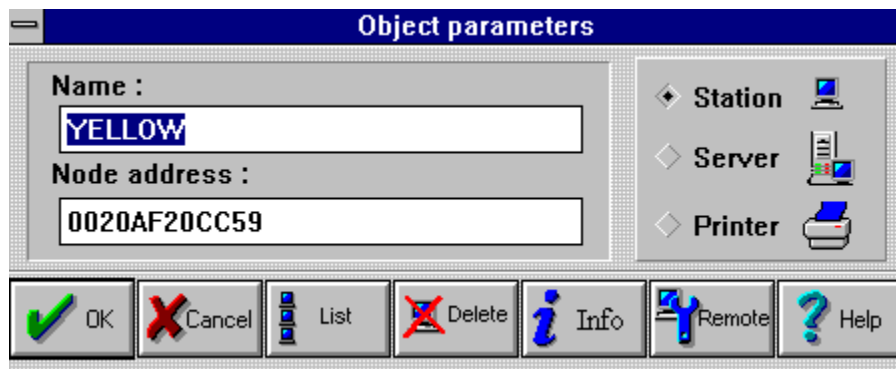 Object parameters
Name :
YELLOW
Node address :
0020AF20CC59
Station
Server
Printer
OK
Cancel
List
Delete
Info
Remote
Help